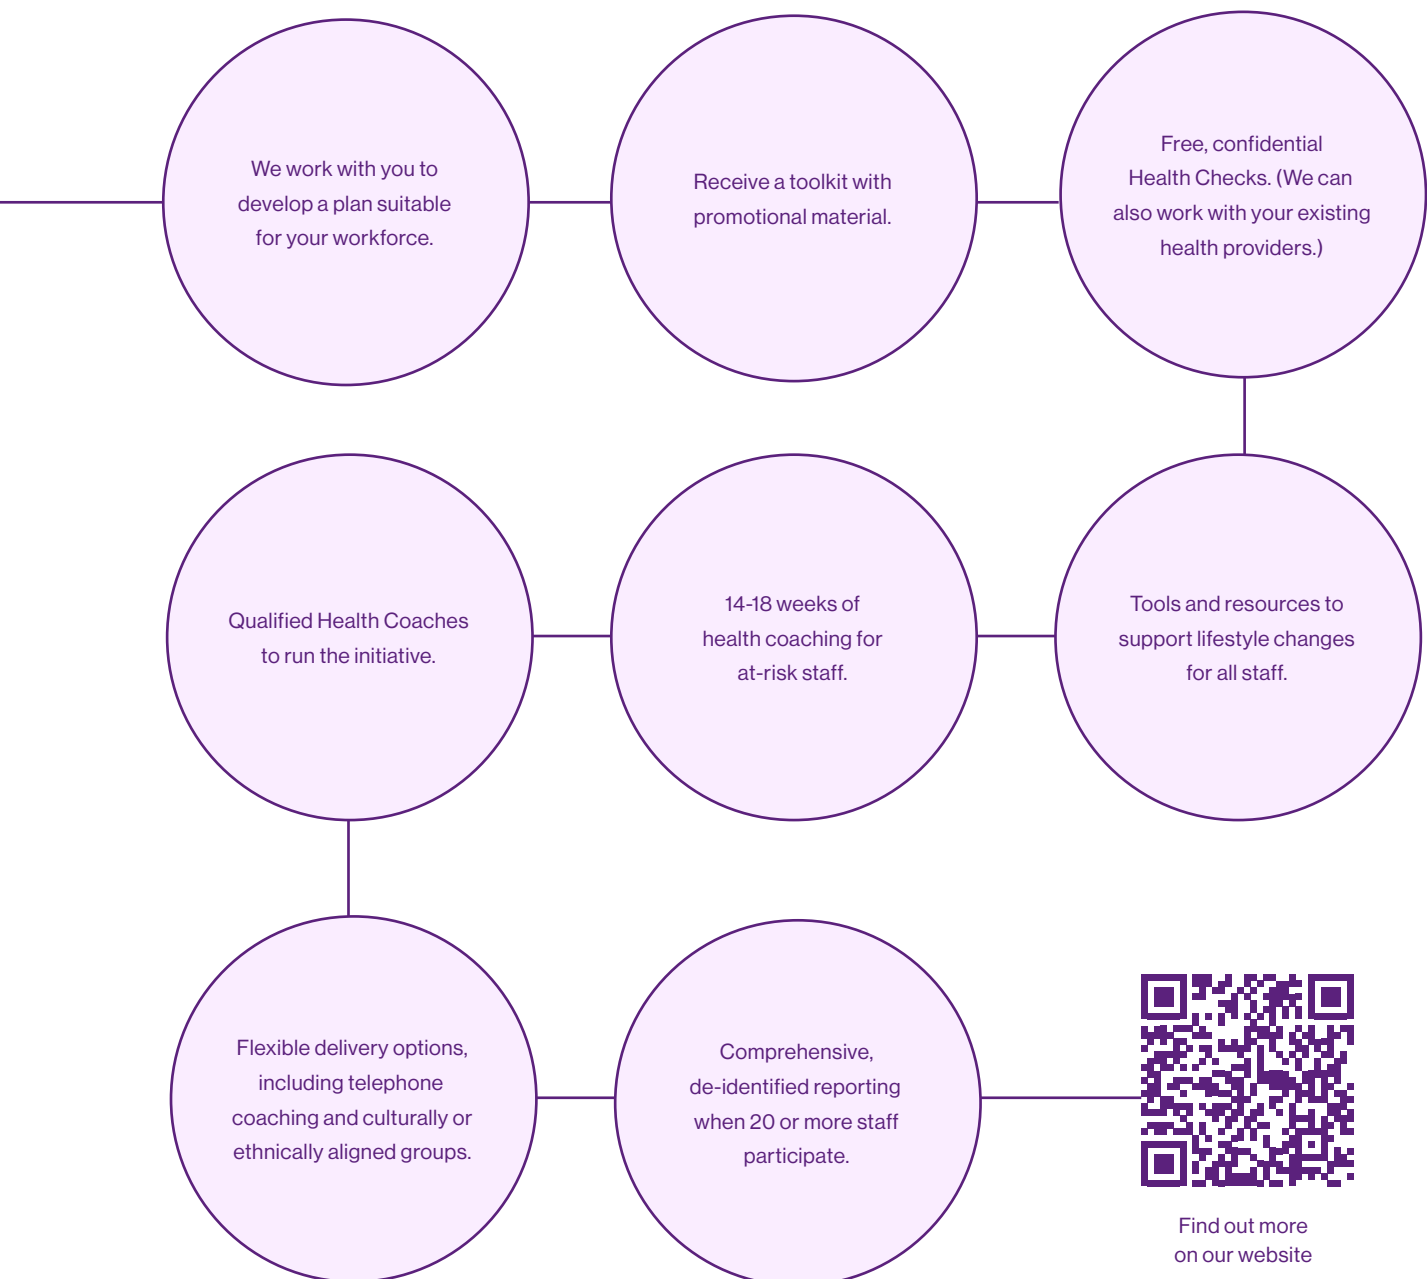 We work with you to
develop a plan suitable
for your workforce.
Receive a toolkit with
promotional material.
Free, confidential
Health Checks. (We can
also work with your existing
health providers.)
Tools and resources to
support lifestyle changes
for all staff.
14-18 weeks of
health coaching for
at-risk staff.
Qualified Health Coaches
to run the initiative.
Flexible delivery options,
including telephone
coaching and culturally or
ethnically aligned groups.
Comprehensive,
de-identified reporting
when 20 or more staff
participate.
Find out more
on our website